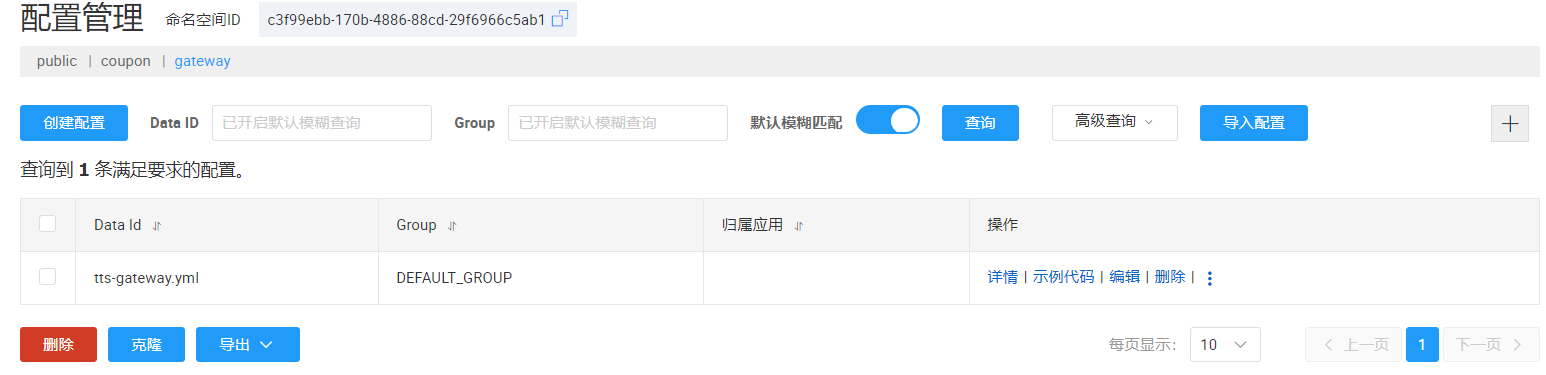 配置管理 命名空间ID c3f99ebb-170b-4886-88cd-29f6966c5ab1
public | coupon | gateway
创建配置 Data ID 已开启默认模糊查询 Group 已开启默认模糊查询 默认模糊匹配 查询 高级查询 导入配置
查询到 1 条满足要求的配置。
Data Id Group 归属应用 操作
tts-gateway.yml DEFAULT_GROUP 详情 | 示例代码 | 编辑 | 删除 |
删除 克隆 导出 每页显示: 10 上一页 1 下一页